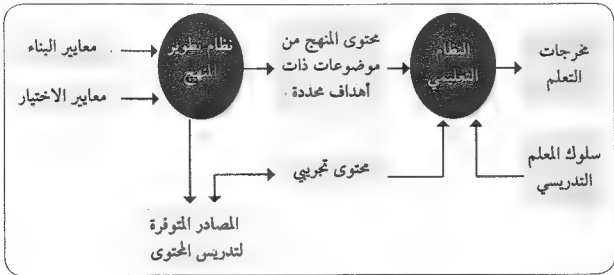 معايير البناء
معايير الاختيار
نظام تطوير
المنهج
محتوى المنهج من
موضوعات ذات
أهداف محددة .
النظام
التعليمي
مخرجات
التعلم
سلوك المعلم
التدريسي
محتوى تجريبي
المصادر المتوفرة
لتدريس المحتوى